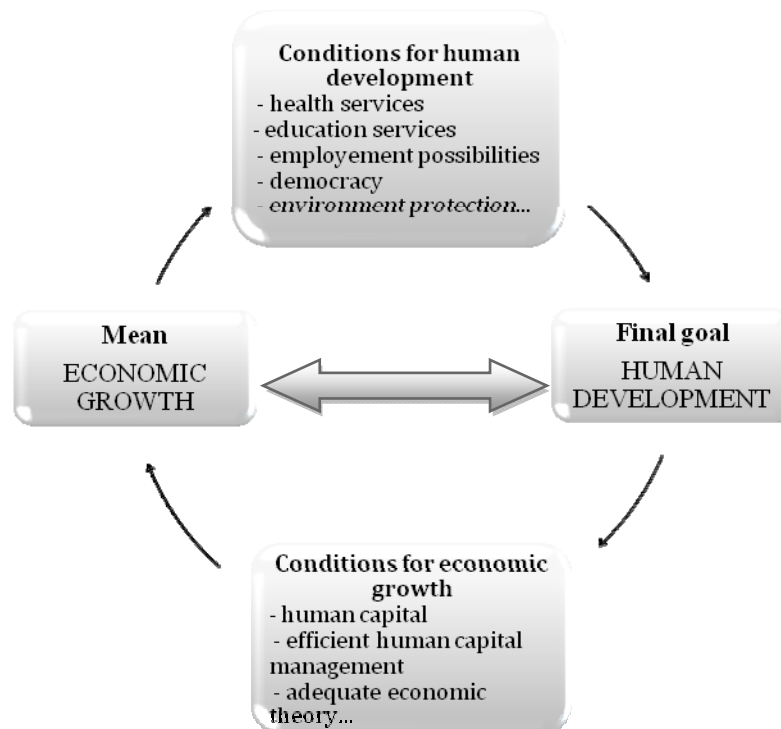 Conditions for human
development
- health services
- education services
- employement possibilities
- democracy
- environment protection...
Mean
ECONOMIC
GROWTH
Final goal
HUMAN
DEVELOPMENT
Conditions for economic
growth
- human capital
- efficient human capital
management
- adequate economic
theory...